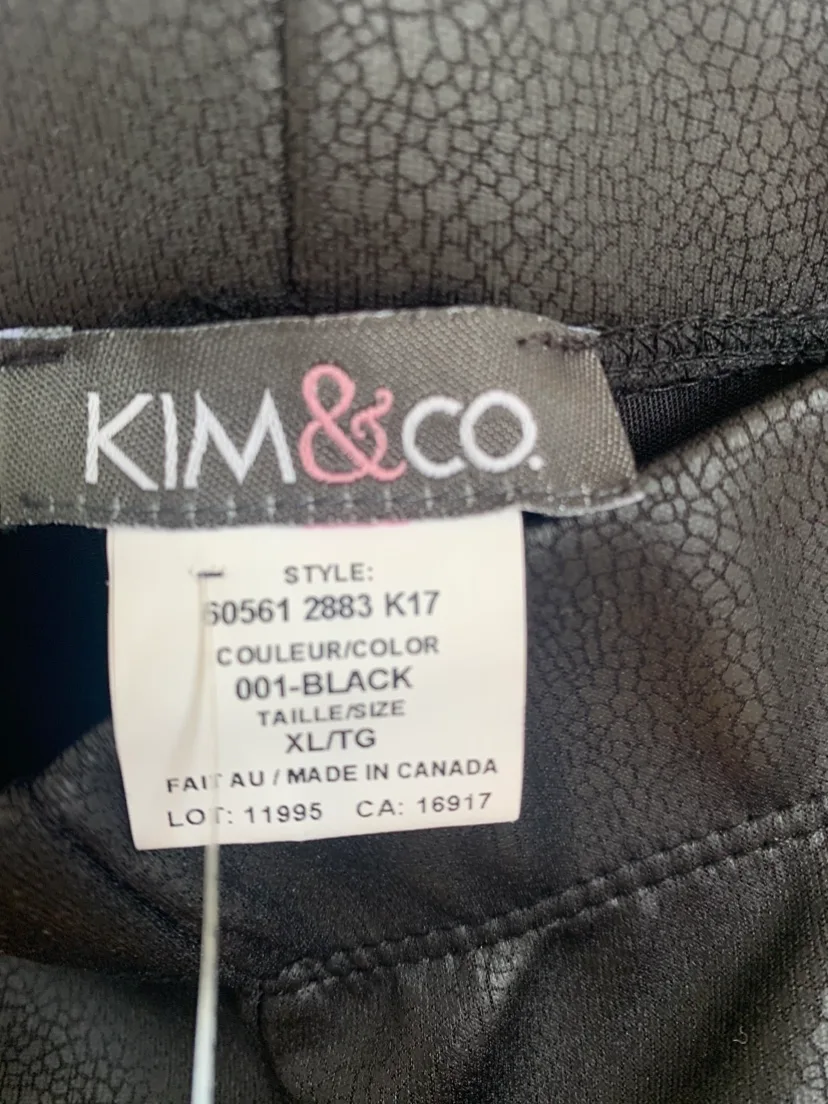 KIM&CO.
STYLE:
60561 2883 K17
COULEUR/COLOR
001-BLACK
TAILLE/SIZE
XL/TG
FAIT AU / MADE IN CANADA
LOT: 11995 CA: 16917